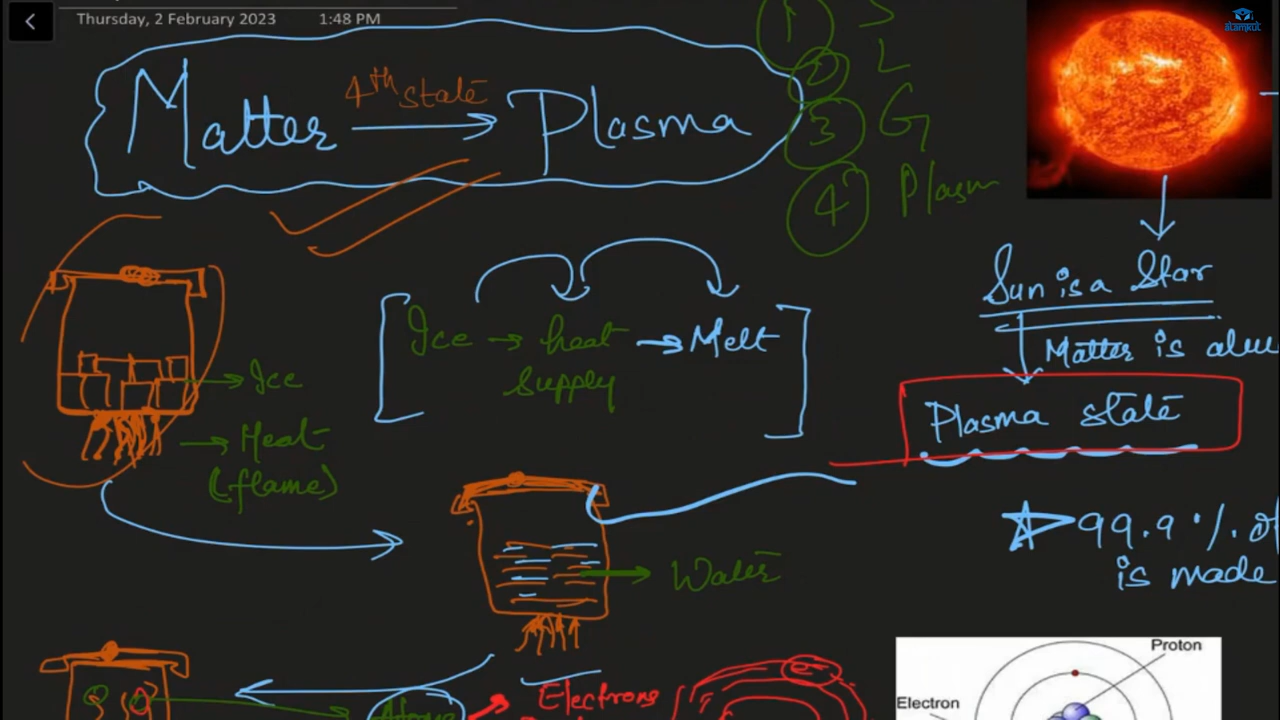 Thursday, 2 February 2023 1:48 PM
alamkul
Matter 4th state Plasma
1 S
2 L
3 G
4 Plasm
Sun is a Star
Matter is
Plasma state
99.9%
is made
Ice → heat → Melt
supply
Ice
Heat
(flame)
Water
Electrons
e-
Proton
Electron